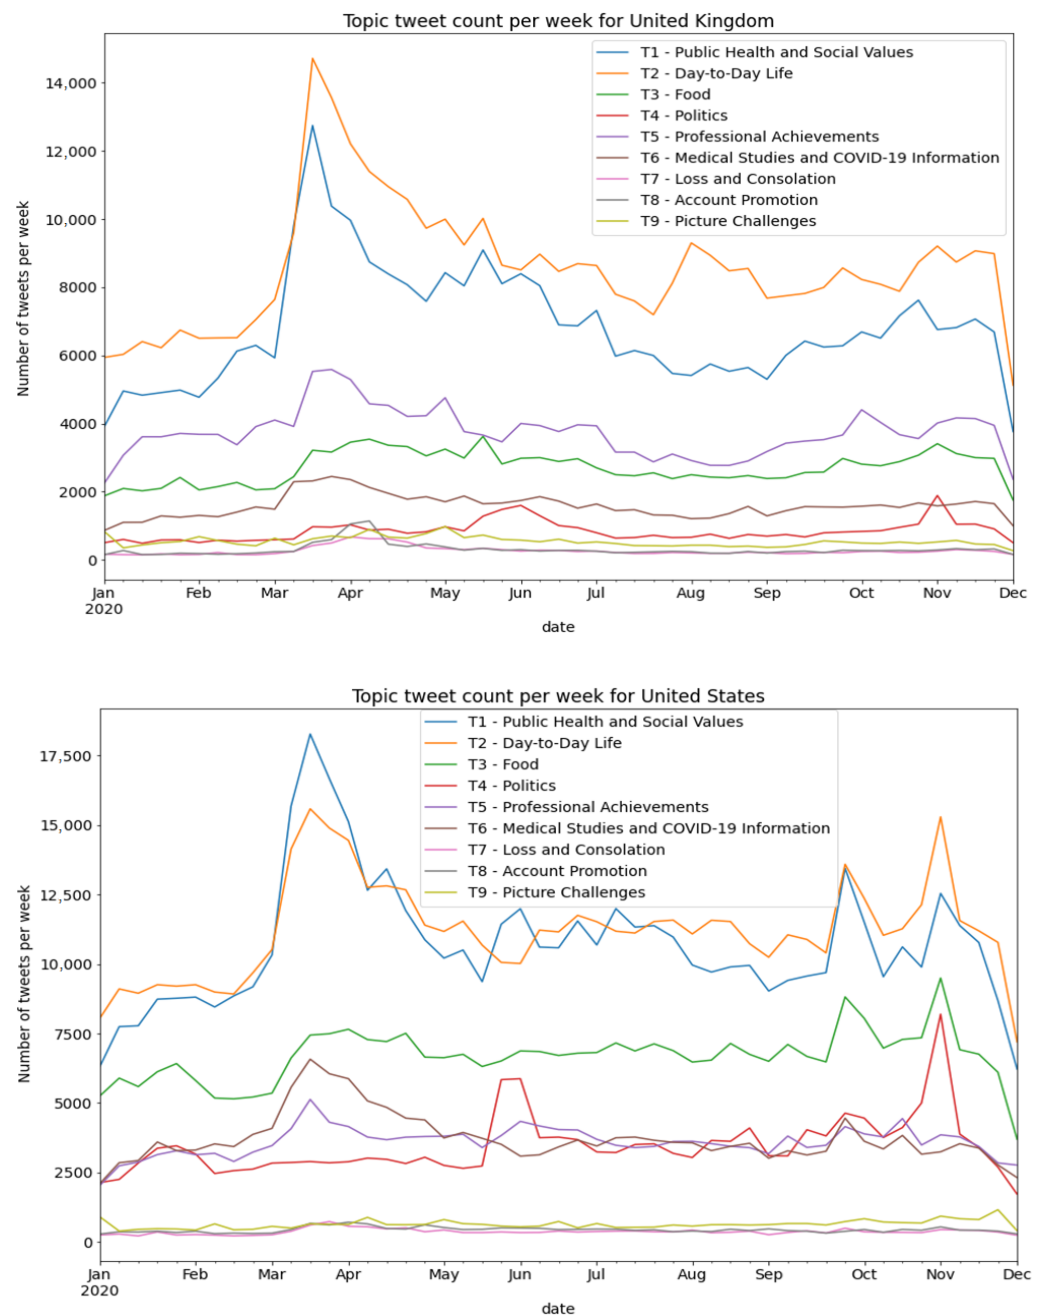 Topic tweet count per week for United Kingdom
T1 - Public Health and Social Values
T2 - Day-to-Day Life
T3 - Food
T4 - Politics
T5 - Professional Achievements
T6 - Medical Studies and COVID-19 Information
T7 - Loss and Consolation
T8 - Account Promotion
T9 - Picture Challenges
Number of tweets per week
14,000
12,000
10,000
8000
6000
4000
2000
0
Jan Feb Mar Apr May Jun Jul Aug Sep Oct Nov Dec
2020
date
Topic tweet count per week for United States
T1 - Public Health and Social Values
T2 - Day-to-Day Life
T3 - Food
T4 - Politics
T5 - Professional Achievements
T6 - Medical Studies and COVID-19 Information
T7 - Loss and Consolation
T8 - Account Promotion
T9 - Picture Challenges
Number of tweets per week
17,500
15,000
12,500
10,000
7500
5000
2500
0
Jan Feb Mar Apr May Jun Jul Aug Sep Oct Nov Dec
2020
date